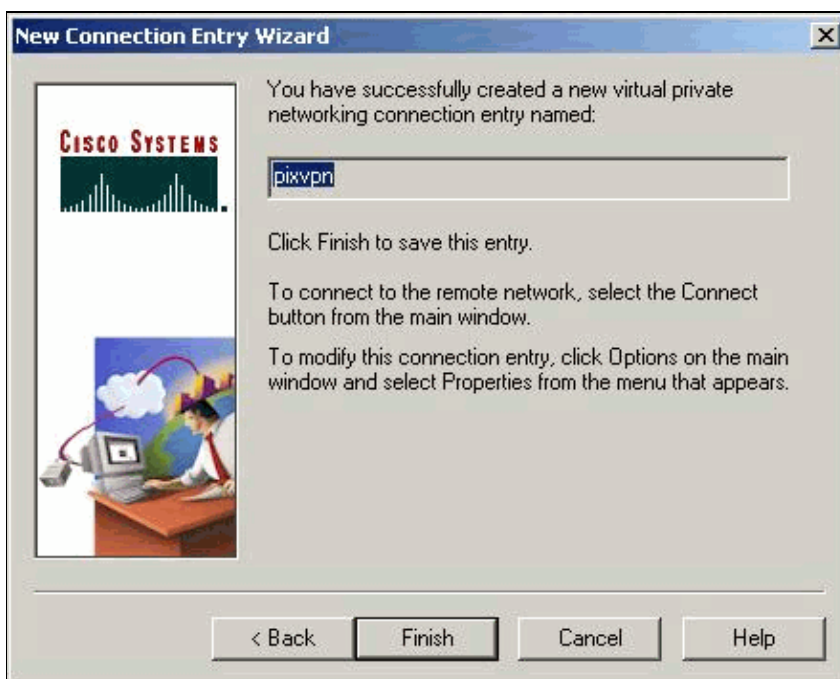 New Connection Entry Wizard
CISCO SYSTEMS
You have successfully created a new virtual private
networking connection entry named:
pixvpn
Click Finish to save this entry.
To connect to the remote network, select the Connect
button from the main window.
To modify this connection entry, click Options on the main
window and select Properties from the menu that appears.
< Back
Finish
Cancel
Help